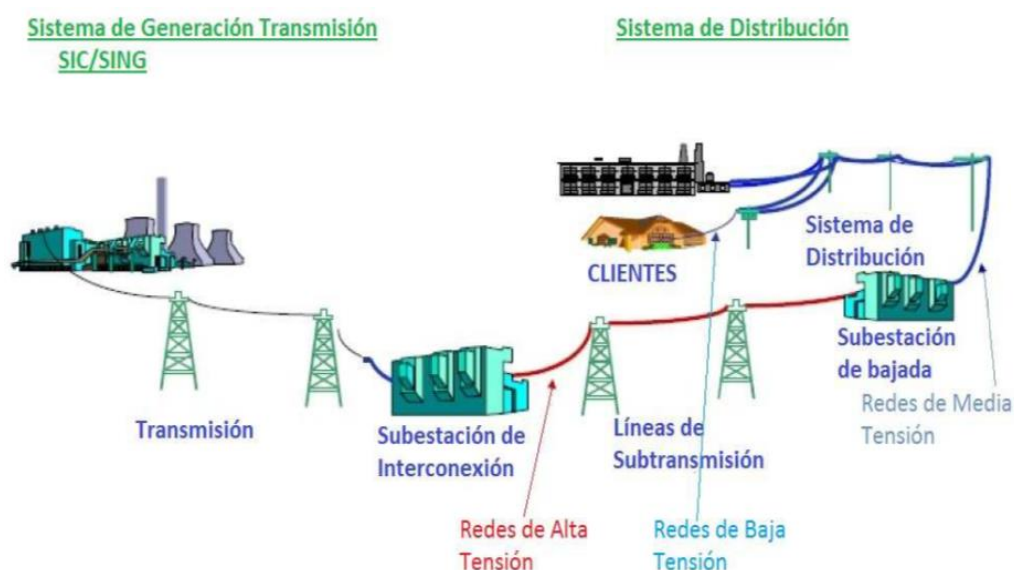 Sistema de Generación Transmisión
SIC/SING
Sistema de Distribución
CLIENTES
Sistema de
Distribución
Subestación
de bajada
Redes de Media
Tensión
Transmisión
Subestación de
Interconexión
Líneas de
Subtransmisión
Redes de Alta
Tensión
Redes de Baja
Tensión